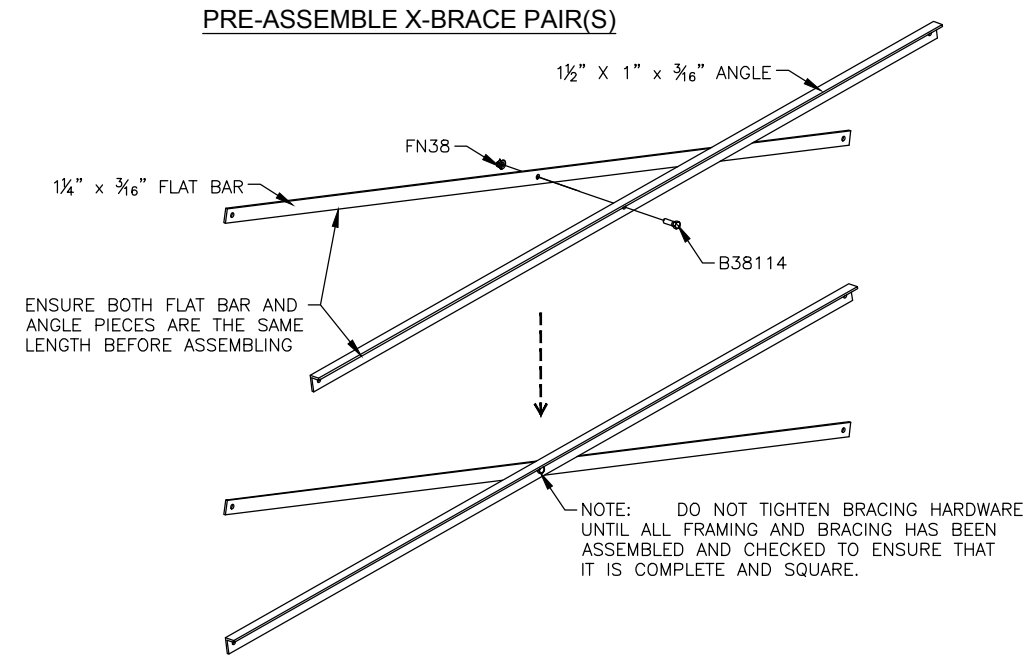 PRE-ASSEMBLE X-BRACE PAIR(S)
1½” X 1” x ³⁄₁₆” ANGLE
FN38
1¼” x ³⁄₁₆” FLAT BAR
B38114
ENSURE BOTH FLAT BAR AND
ANGLE PIECES ARE THE SAME
LENGTH BEFORE ASSEMBLING
NOTE: DO NOT TIGHTEN BRACING HARDWARE
UNTIL ALL FRAMING AND BRACING HAS BEEN
ASSEMBLED AND CHECKED TO ENSURE THAT
IT IS COMPLETE AND SQUARE.